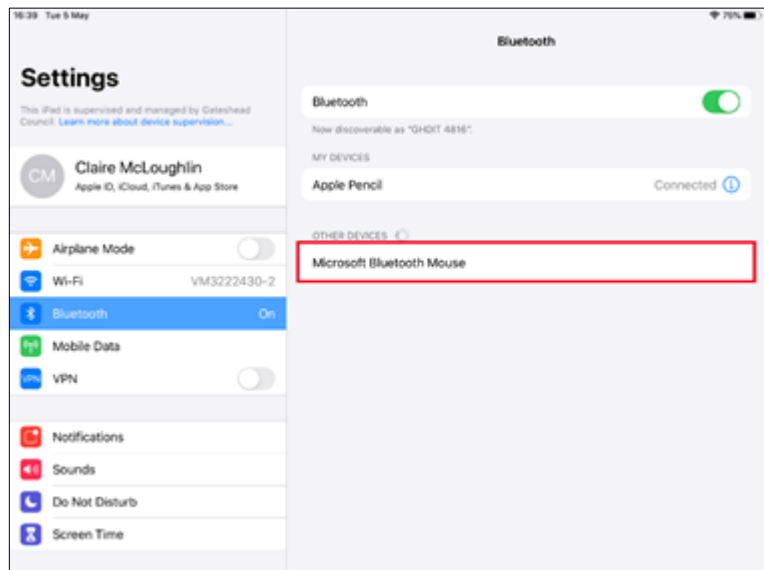 16:39 Tue 5 May
75%
Settings
This iPad is supervised and managed by Gateshead
Council. Learn more about device supervision...
CM
Claire McLoughlin
Apple ID, iCloud, iTunes & App Store
Airplane Mode
Wi-Fi VM3222430-2
Bluetooth On
Mobile Data
VPN VPN
Notifications
Sounds
Do Not Disturb
Screen Time
Bluetooth
Bluetooth
Now discoverable as "GHDIT 4816".
MY DEVICES
Apple Pencil Connected
OTHER DEVICES
Microsoft Bluetooth Mouse